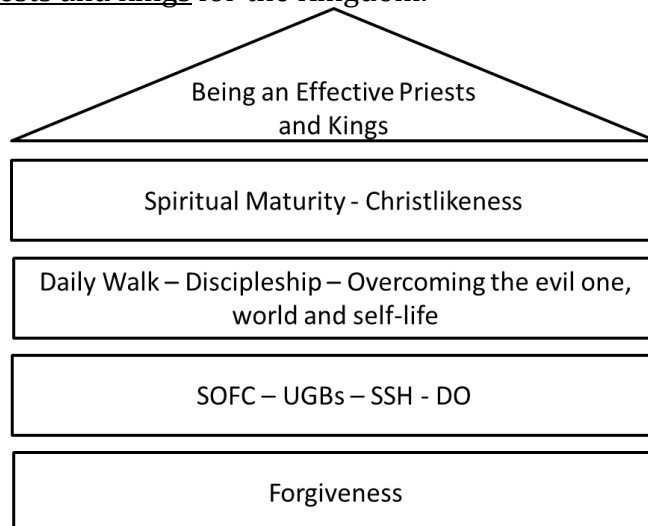 and kings for the Kingdom.
Being an Effective Priests
and Kings
Spiritual Maturity - Christlikeness
Daily Walk – Discipleship – Overcoming the evil one,
world and self-life
SOFC – UGBs – SSH - DO
Forgiveness